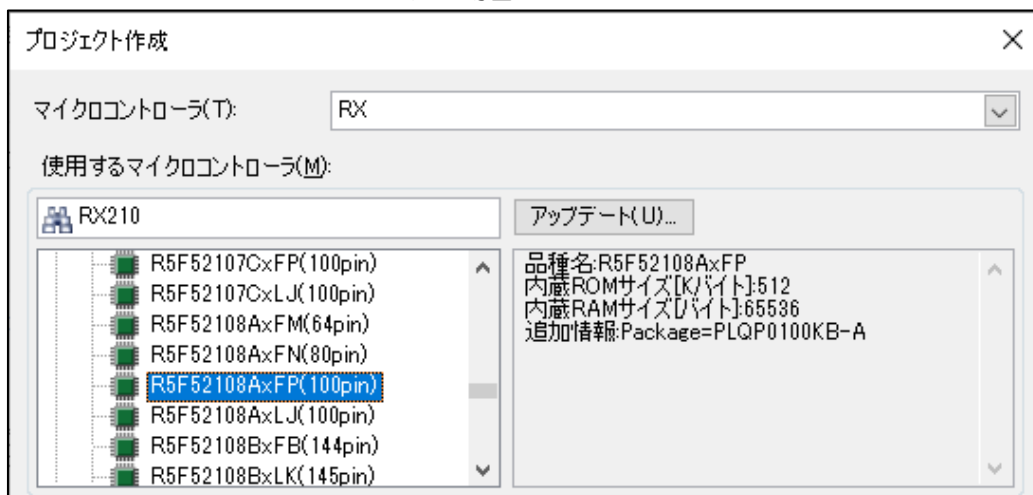 プロジェクト作成
マイクロコントローラ(T): RX
使用するマイクロコントローラ(M):
RX210 アップデート(U)...
R5F52107CxFP(100pin)
R5F52107CxLJ(100pin)
R5F52108AxFM(64pin)
R5F52108AxFN(80pin)
R5F52108AxFP(100pin)
R5F52108AxLJ(100pin)
R5F52108BxFB(144pin)
R5F52108BxLK(145pin)
品種名:R5F52108AxFP
内蔵ROMサイズ[Kバイト]:512
内蔵RAMサイズ[バイト]:65536
追加情報:Package=PLQP0100KB-A